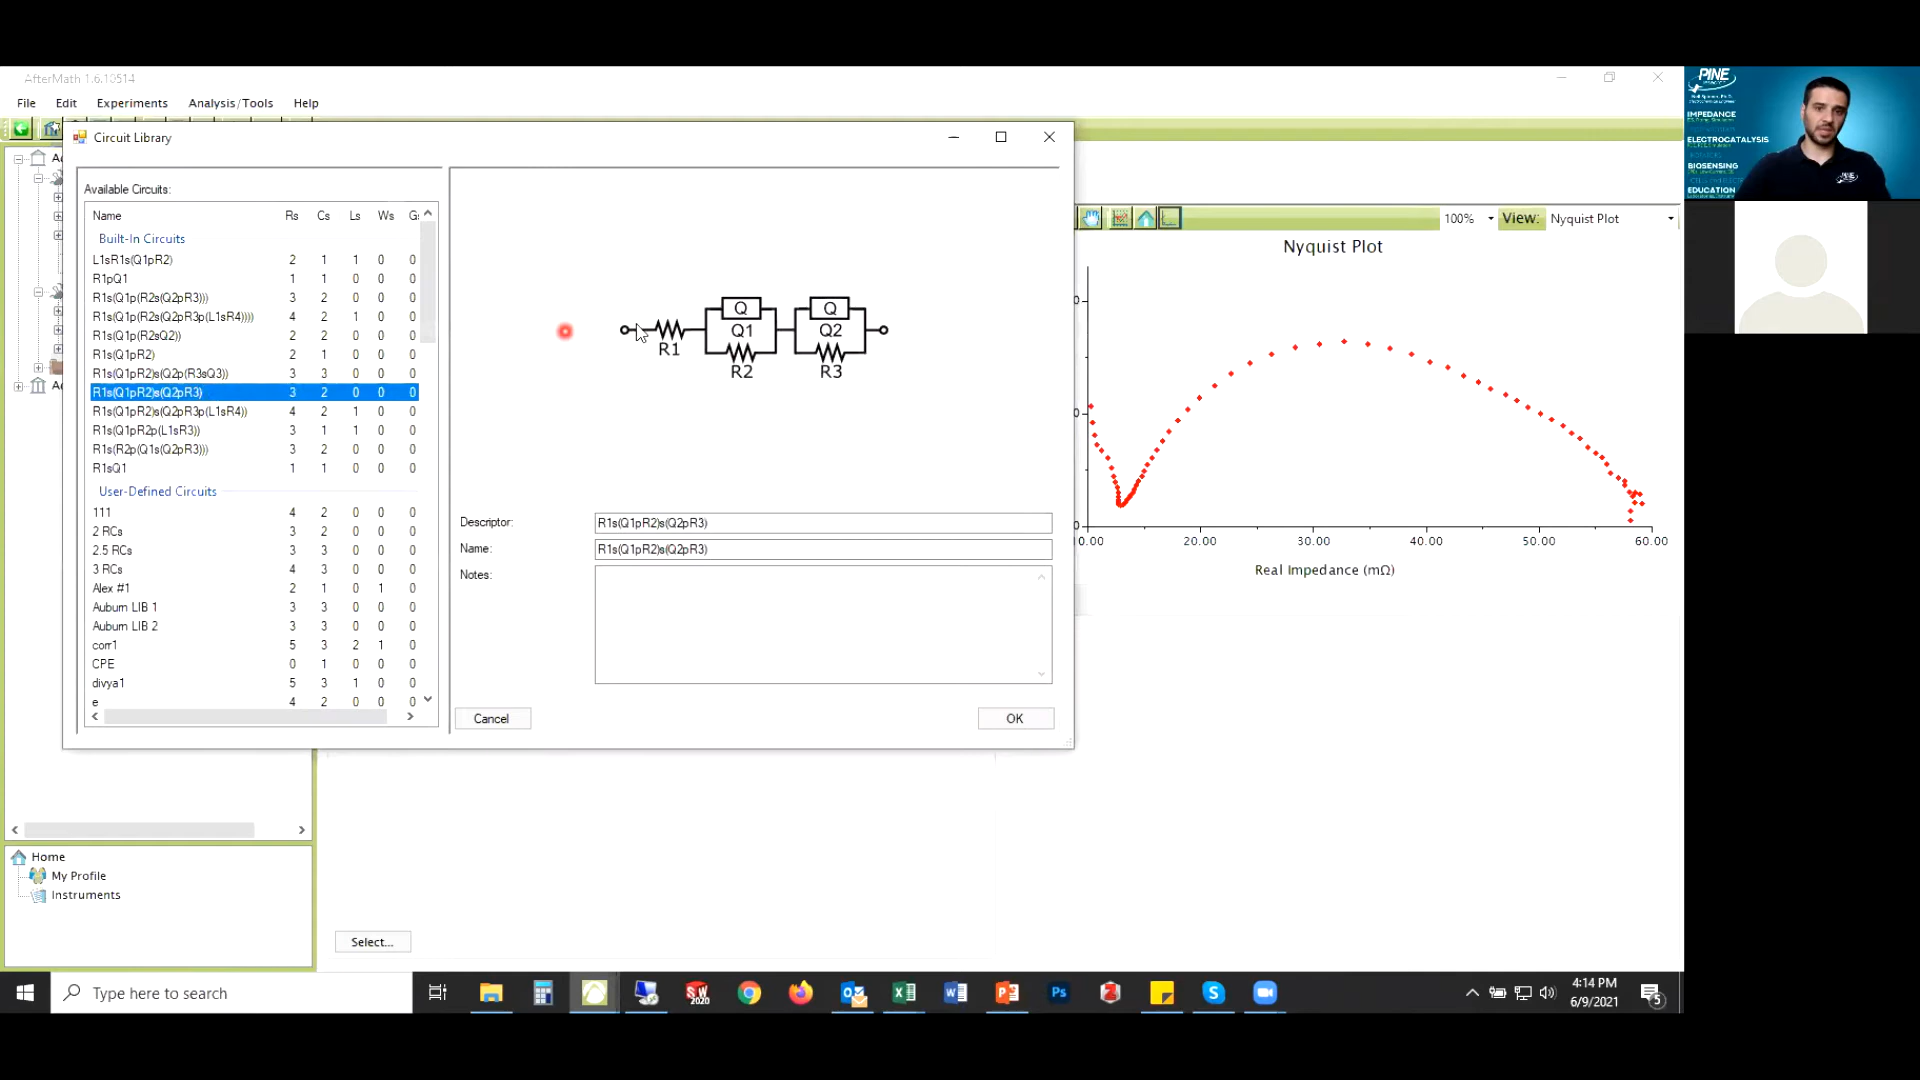 AfterMath 1.6.10514
File Edit Experiments Analysis/Tools Help
Circuit Library
Available Circuits:
Name Rs Cs Ls Ws
Built-In Circuits
L1sR1s(Q1pR2) 2 1 1 0 0
R1pQ1 1 1 0 0 0
R1s(Q1p(R2s(Q2pR3))) 3 2 0 0 0
R1s(Q1p(R2s(Q2pR3p(L1sR4)))) 4 2 1 0 0
R1s(Q1p(R2sQ2)) 2 2 0 0 0
R1s(Q1pR2) 2 1 0 0 0
R1s(Q1pR2)s(Q2p(R3sQ3)) 3 3 0 0 0
R1s(Q1pR2)s(Q2pR3) 3 2 0 0 0
R1s(Q1pR2)s(Q2pR3p(L1sR4)) 4 2 1 0 0
R1s(Q1pR2p(L1sR3)) 3 1 1 0 0
R1s(R2p(Q1s(Q2pR3))) 3 2 0 0 0
R1sQ1 1 1 0 0 0
User-Defined Circuits
111 4 2 0 0 0
2 RCs 3 2 0 0 0
2.5 RCs 3 3 0 0 0
3 RCs 4 3 0 0 0
Alex #1 2 1 0 1 0
Auburn LIB 1 3 3 0 0 0
Auburn LIB 2 3 3 0 0 0
corr1 5 3 2 1 0
CPE 0 1 0 0 0
divya1 5 3 1 0 0
e 4 2 0 0 0
Q Q
Q1 Q2
R1
R2 R3
Descriptor: R1s(Q1pR2)s(Q2pR3)
Name: R1s(Q1pR2)s(Q2pR3)
Notes:
Cancel OK
100% View: Nyquist Plot
Nyquist Plot
20.00 30.00 40.00 50.00 60.00
Real Impedance (mΩ)
Home
My Profile
Instruments
Select...
PINE
IMPEDANCE
ELECTROCATALYSIS
BIOSENSING
EDUCATION
PINE
Type here to search
SW
2020
Ps
4:14 PM
6/9/2021
5